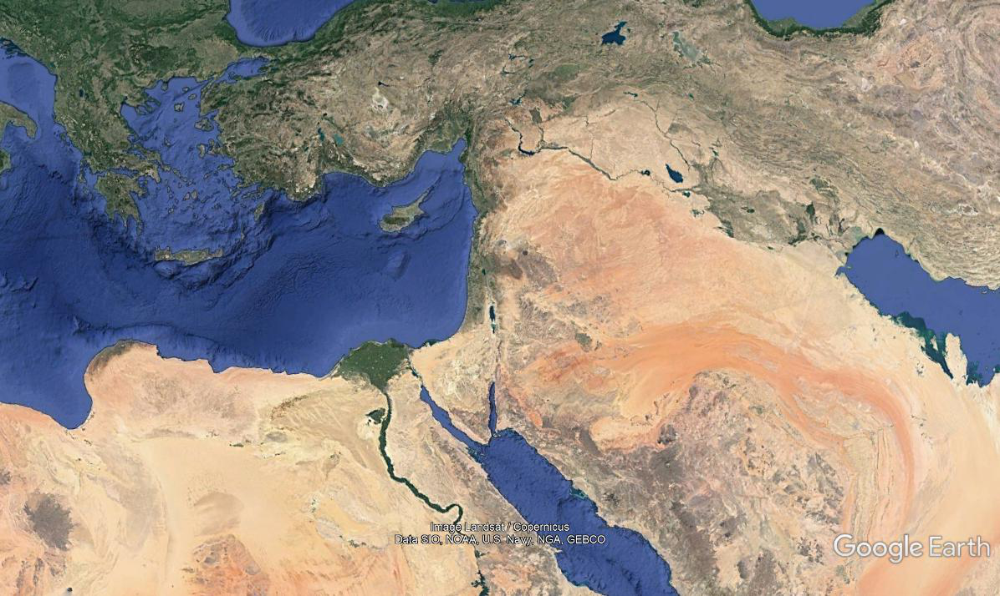 Image Landsat / Copernicus
Data SIO, NOAA, U.S. Navy, NGA, GEBCO
Google Earth